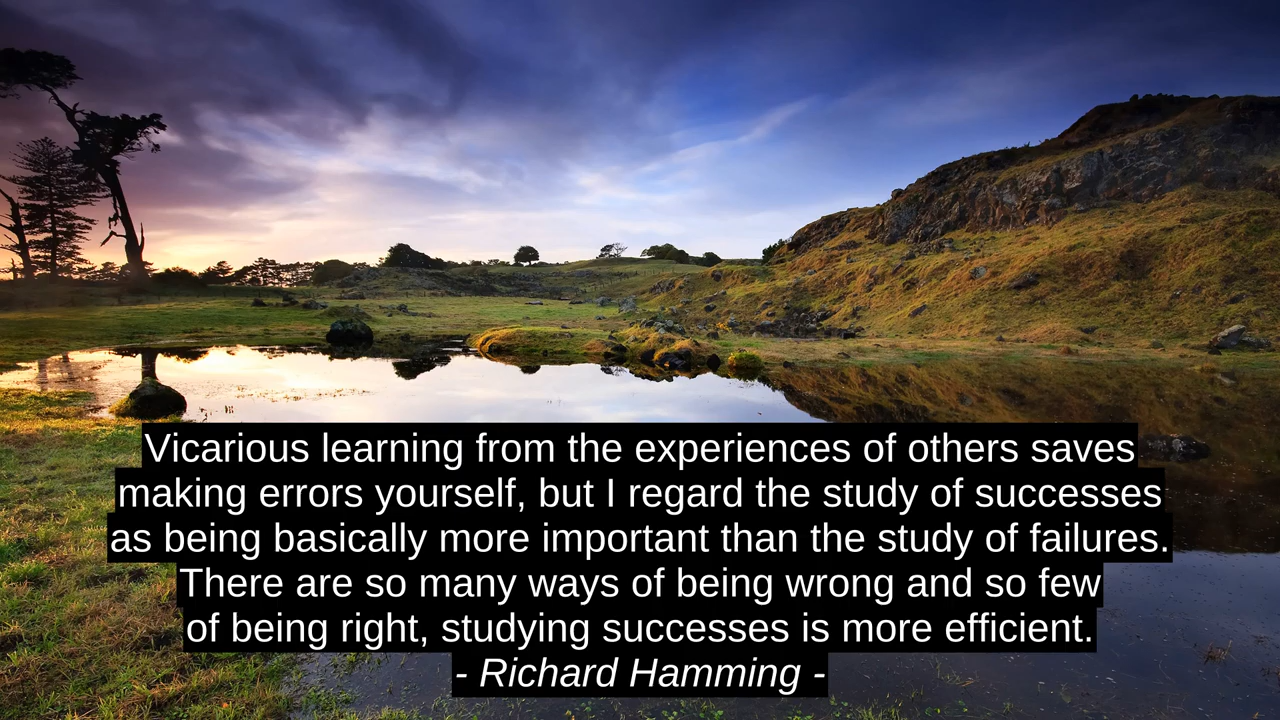 Vicarious learning from the experiences of others saves
making errors yourself, but I regard the study of successes
as being basically more important than the study of failures.
There are so many ways of being wrong and so few
of being right, studying successes is more efficient.
- Richard Hamming -